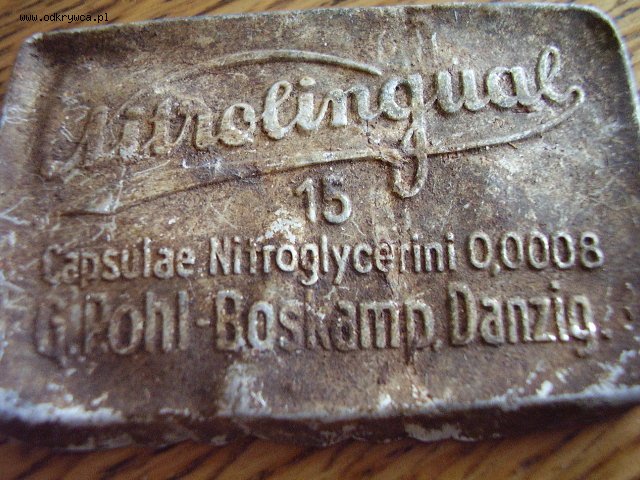 www.odkrywca.pl
Nitrolingual
15
Capsulae Nitroglycerini 0,0008
G. Pohl-Boskamp, Danzig.